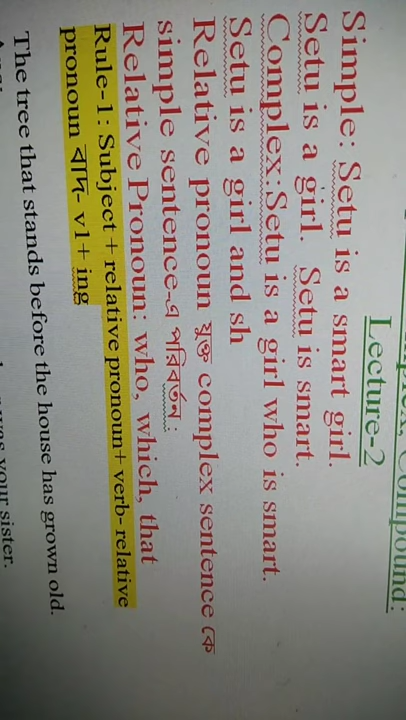 Compound:
Lecture-2
Simple: Setu is a smart girl.
Setu is a girl. Setu is smart.
Complex:Setu is a girl who is smart.
Setu is a girl and sh
Relative pronoun যুক্ত complex sentence কে
simple sentence-এ পরিবর্তন :
Relative Pronoun: who, which, that
Rule-1: Subject + relative pronoun+ verb- relative
pronoun বাদ- v1 + ing
The tree that stands before the house has grown old.
your sister.